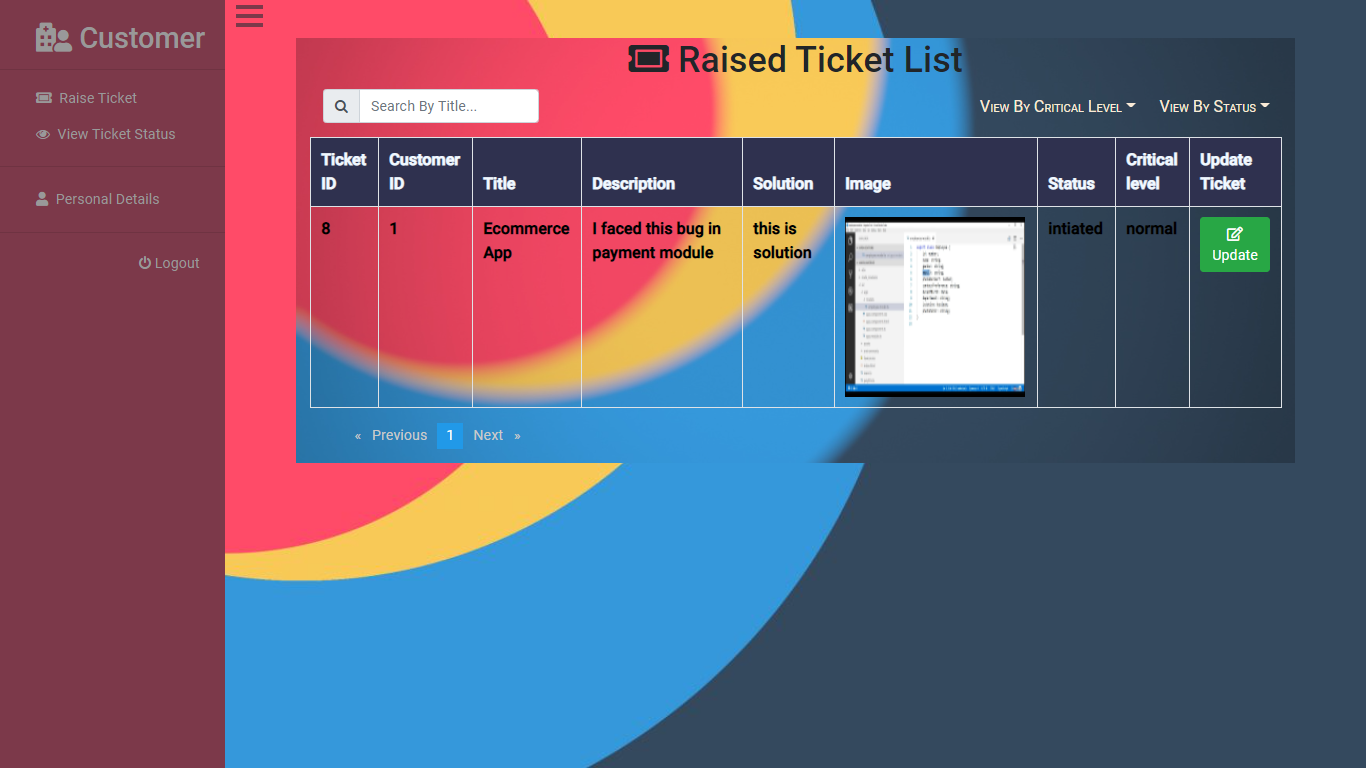 Customer
Raise Ticket
View Ticket Status
Personal Details
Logout
Raised Ticket List
Search By Title...
View By Critical Level
View By Status
Ticket ID
Customer ID
Title
Description
Solution
Image
Status
Critical level
Update Ticket
8
1
Ecommerce App
I faced this bug in payment module
this is solution
intiated
normal
Update
« Previous 1 Next »